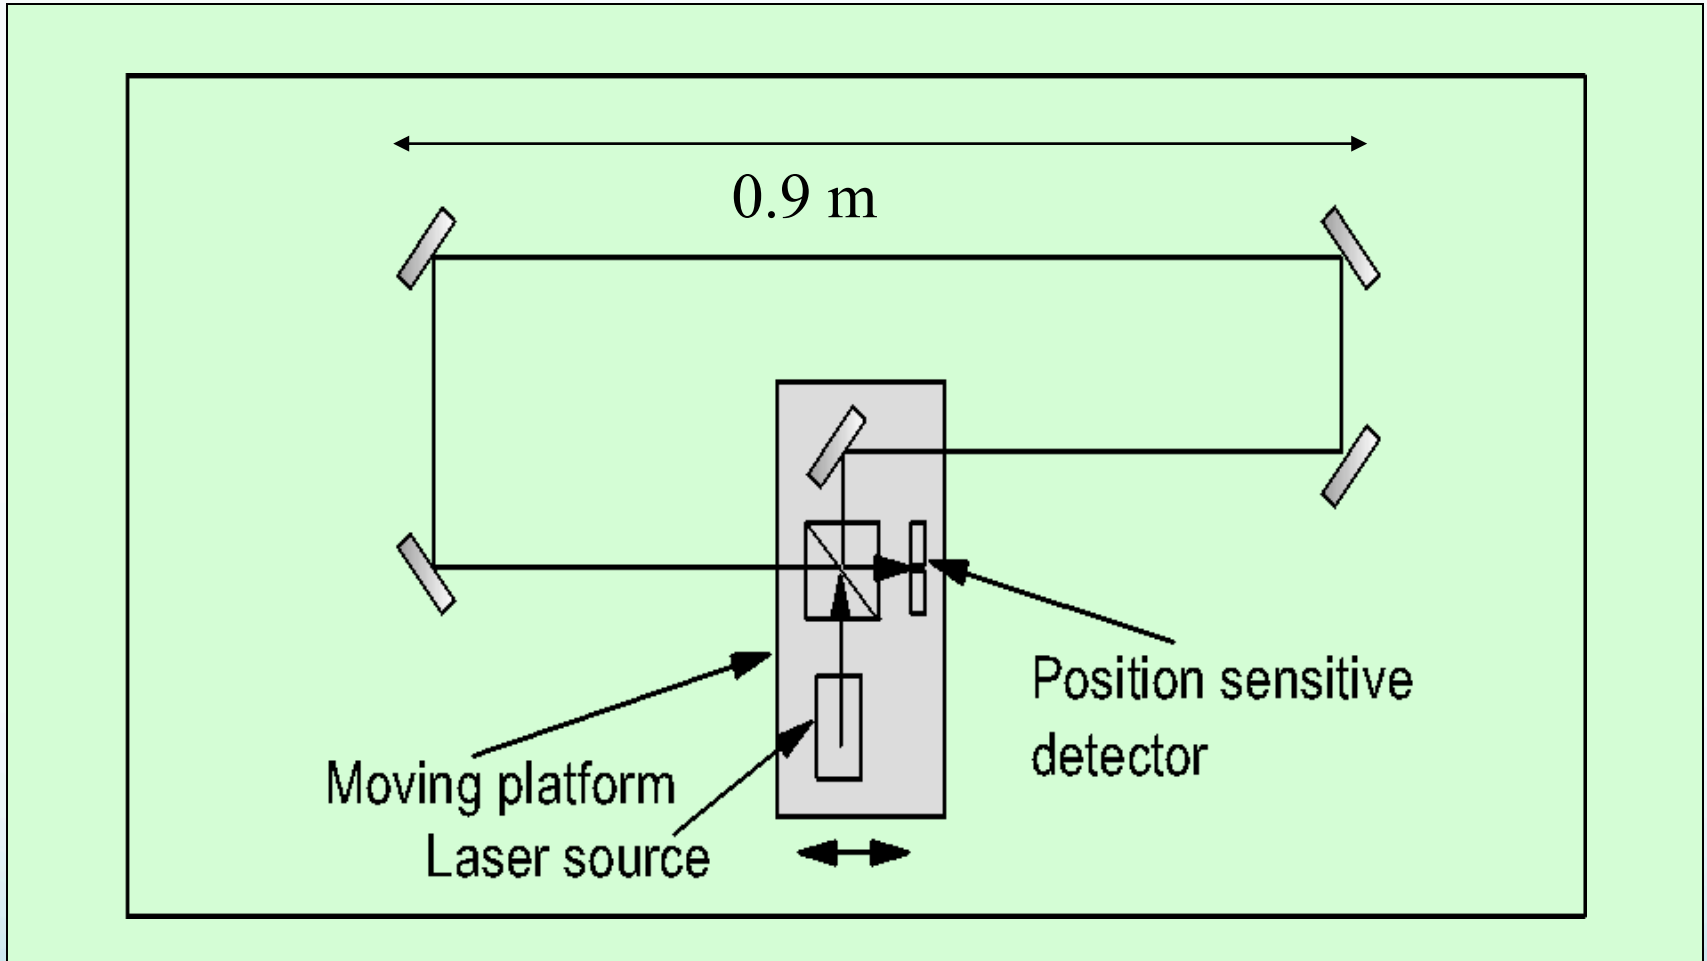 0.9 m
Position sensitive
detector
Moving platform
Laser source